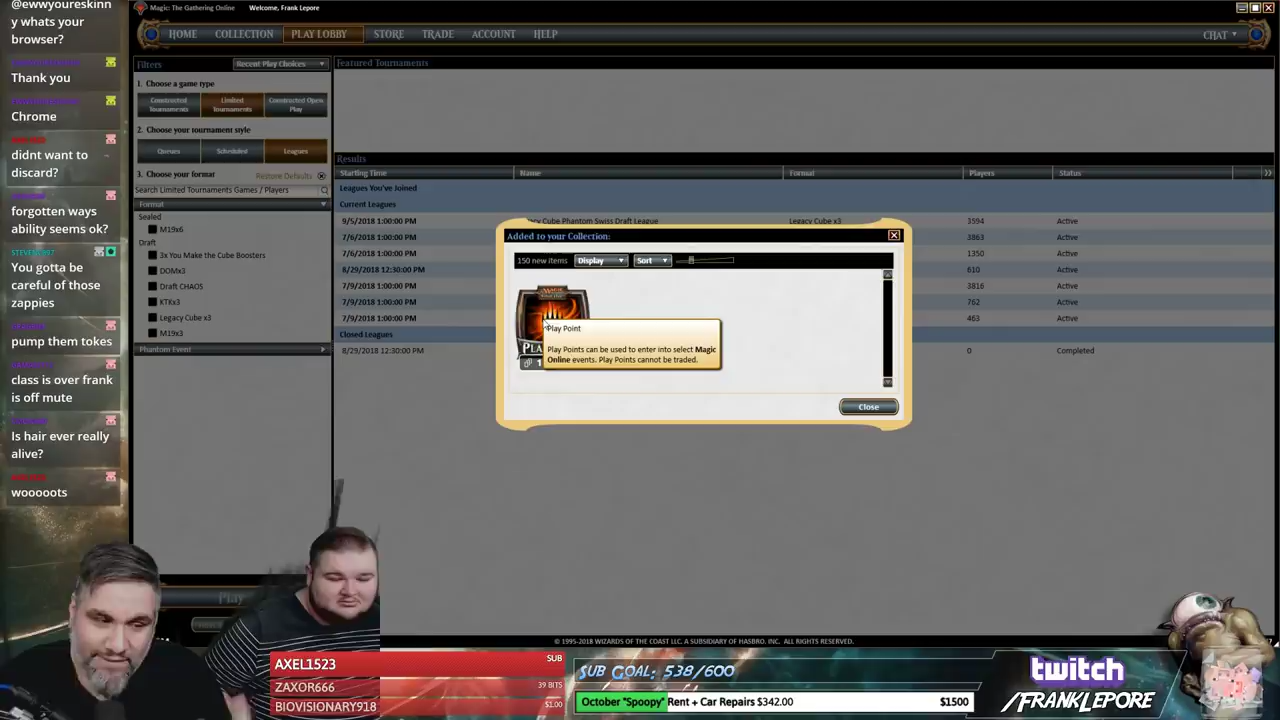 @ewwyoureskinn
y whats your
browser?
Thank you
Chrome
didnt want to
discard?
forgotten ways
ability seems ok?
You gotta be
careful of those
zappies
pump them tokes
class is over frank
is off mute
Is hair ever really
alive?
wooooots
Magic: The Gathering Online
Welcome, Frank Lepore
HOME
COLLECTION
PLAY LOBBY
STORE
TRADE
ACCOUNT
HELP
CHAT
Filters
Recent Play Choices
1. Choose a game type
Constructed
Tournaments
Limited
Tournaments
Constructed Open
Play
2. Choose your tournament style
Queues
Scheduled
Leagues
3. Choose your format
Restore Defaults
Search Limited Tournaments Games / Players
Format
Sealed
M19x6
Draft
3x You Make the Cube Boosters
DOMx3
Draft CHAOS
KTKx3
Legacy Cube x3
M19x3
Phantom Event
Play
Featured Tournaments
Results
Starting Time
Name
Format
Players
Status
Leagues You've Joined
Current Leagues
9/5/2018 1:00:00 PM
Cube Phantom Swiss Draft League
Legacy Cube x3
3594
Active
7/6/2018 1:00:00 PM
3863
Active
7/6/2018 1:00:00 PM
1350
Active
8/29/2018 12:30:00 PM
610
Active
7/9/2018 1:00:00 PM
3816
Active
7/9/2018 1:00:00 PM
762
Active
7/9/2018 1:00:00 PM
463
Active
Closed Leagues
8/29/2018 12:30:00 PM
0
Completed
Added to your Collection:
150 new items
Display
Sort
MAGIC
PLA
1
Play Point
Play Points can be used to enter into select Magic
Online events. Play Points cannot be traded.
Close
© 1995-2018 WIZARDS OF THE COAST LLC, A SUBSIDIARY OF HASBRO, INC. ALL RIGHTS RESERVED.
AXEL1523
SUB
ZAXOR666
39 BITS
BIOVISIONARY918
$1.00
SUB GOAL: 538/600
October "Spoopy" Rent + Car Repairs $342.00
$1500
twitch
/FRANKLEPORE